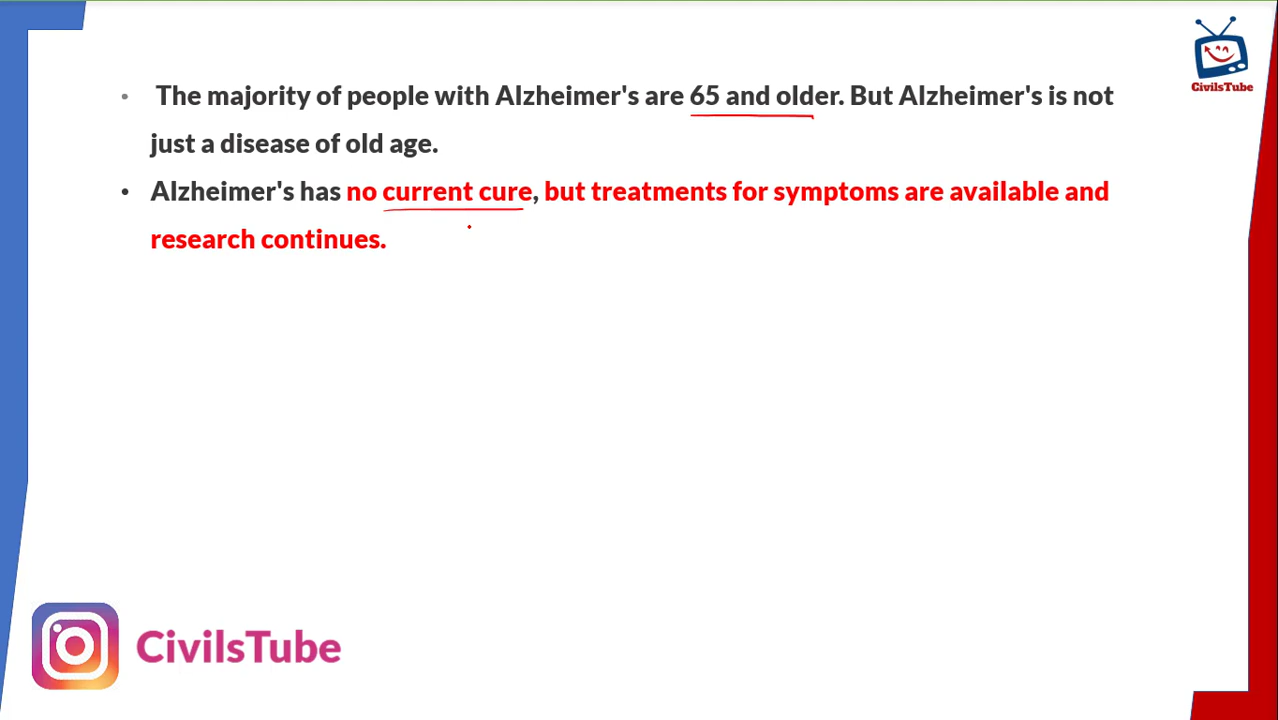 CivilsTube
• The majority of people with Alzheimer's are 65 and older. But Alzheimer's is not
just a disease of old age.
• Alzheimer's has no current cure, but treatments for symptoms are available and
research continues.
CivilsTube